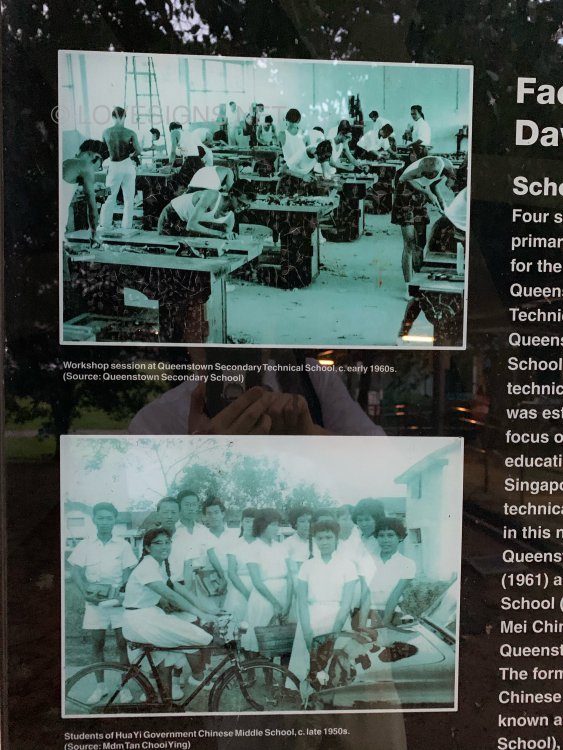 ©ILOVESIGNS.NET
Workshop session at Queenstown Secondary Technical School, c. early 1960s.
(Source: Queenstown Secondary School)
Students of Hua Yi Government Chinese Middle School, c. late 1950s.
(Source: Mdm Tan Chooi Ying)
Fac
Da
Scho
Four s
primar
for the
Queens
Technic
Queens
School
technic
was est
focus o
educati
Singapo
technica
in this n
Queenst
(1961) a
School (
Mei Chin
Queenst
The form
Chinese
known a
School),